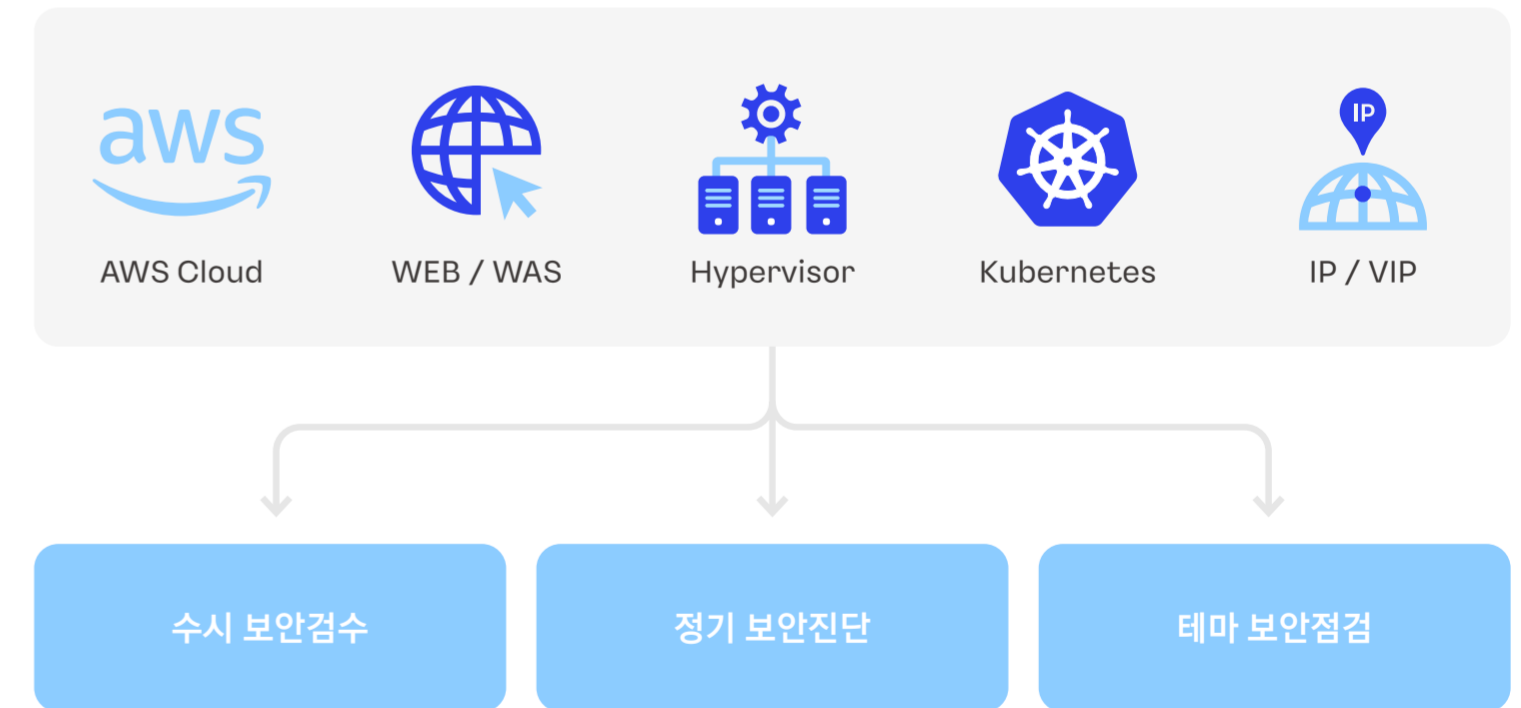 aws
IP
AWS Cloud
WEB / WAS
Hypervisor
Kubernetes
IP / VIP
수시 보안검수
정기 보안진단
테마 보안점검